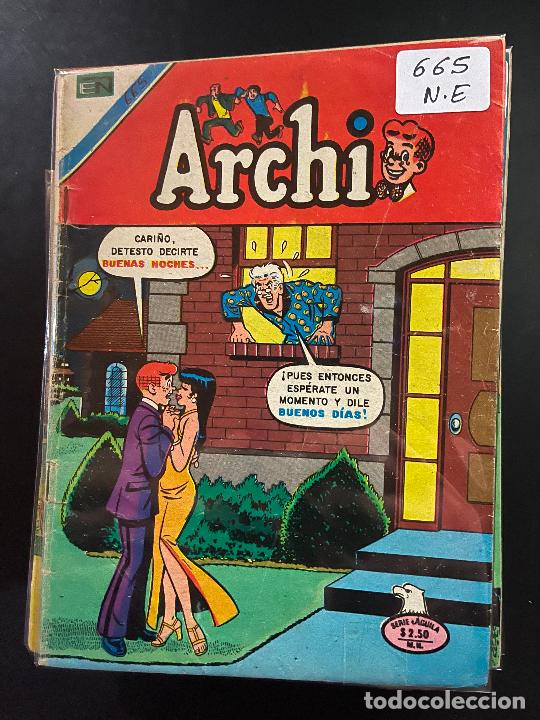 EN
665
665
N.E
Archi
CARIÑO,
DETESTO DECIRTE
BUENAS NOCHES...
¡PUES ENTONCES
ESPÉRATE UN
MOMENTO Y DILE
BUENOS DÍAS!
SERIE ÁGUILA
$ 2.50
M.N.
todocoleccion.net